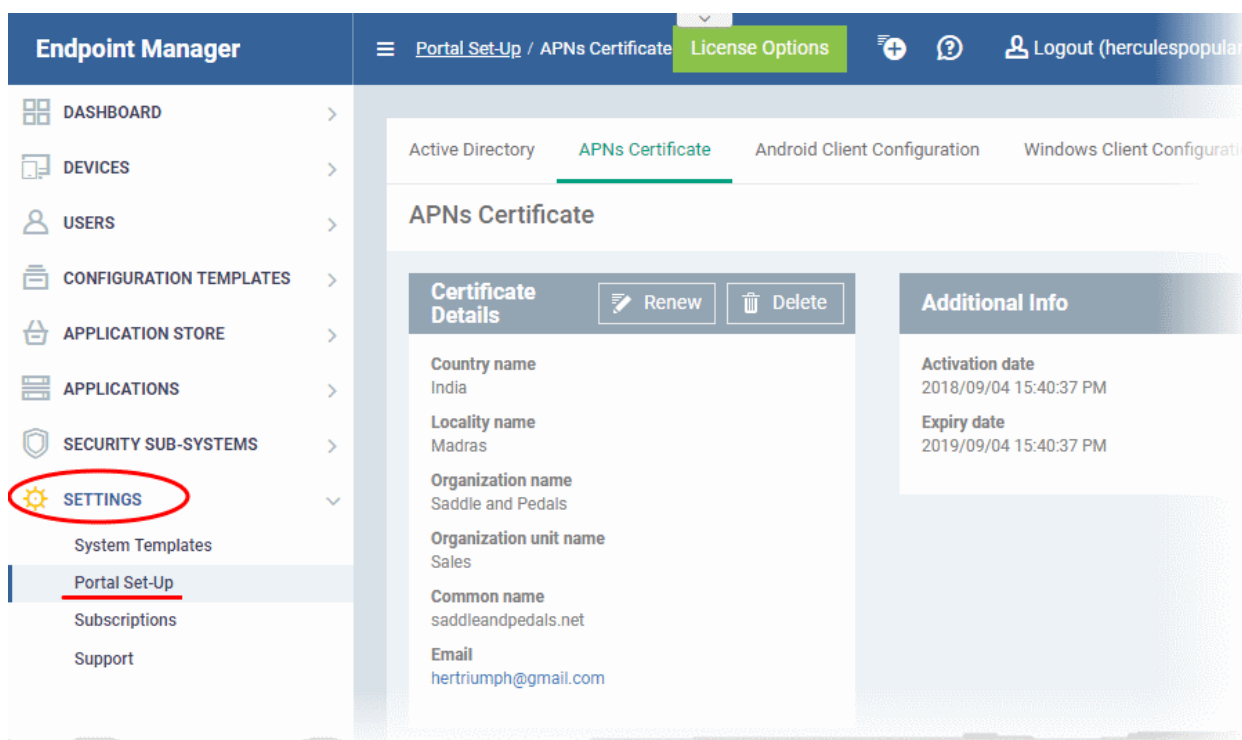 Endpoint Manager
Portal Set-Up / APNs Certificate
License Options
Logout (herculespopular
DASHBOARD
DEVICES
USERS
CONFIGURATION TEMPLATES
APPLICATION STORE
APPLICATIONS
SECURITY SUB-SYSTEMS
SETTINGS
System Templates
Portal Set-Up
Subscriptions
Support
Active Directory
APNs Certificate
Android Client Configuration
Windows Client Configurati
APNs Certificate
Certificate
Details
Renew
Delete
Country name
India
Locality name
Madras
Organization name
Saddle and Pedals
Organization unit name
Sales
Common name
saddleandpedals.net
Email
hertriumph@gmail.com
Additional Info
Activation date
2018/09/04 15:40:37 PM
Expiry date
2019/09/04 15:40:37 PM